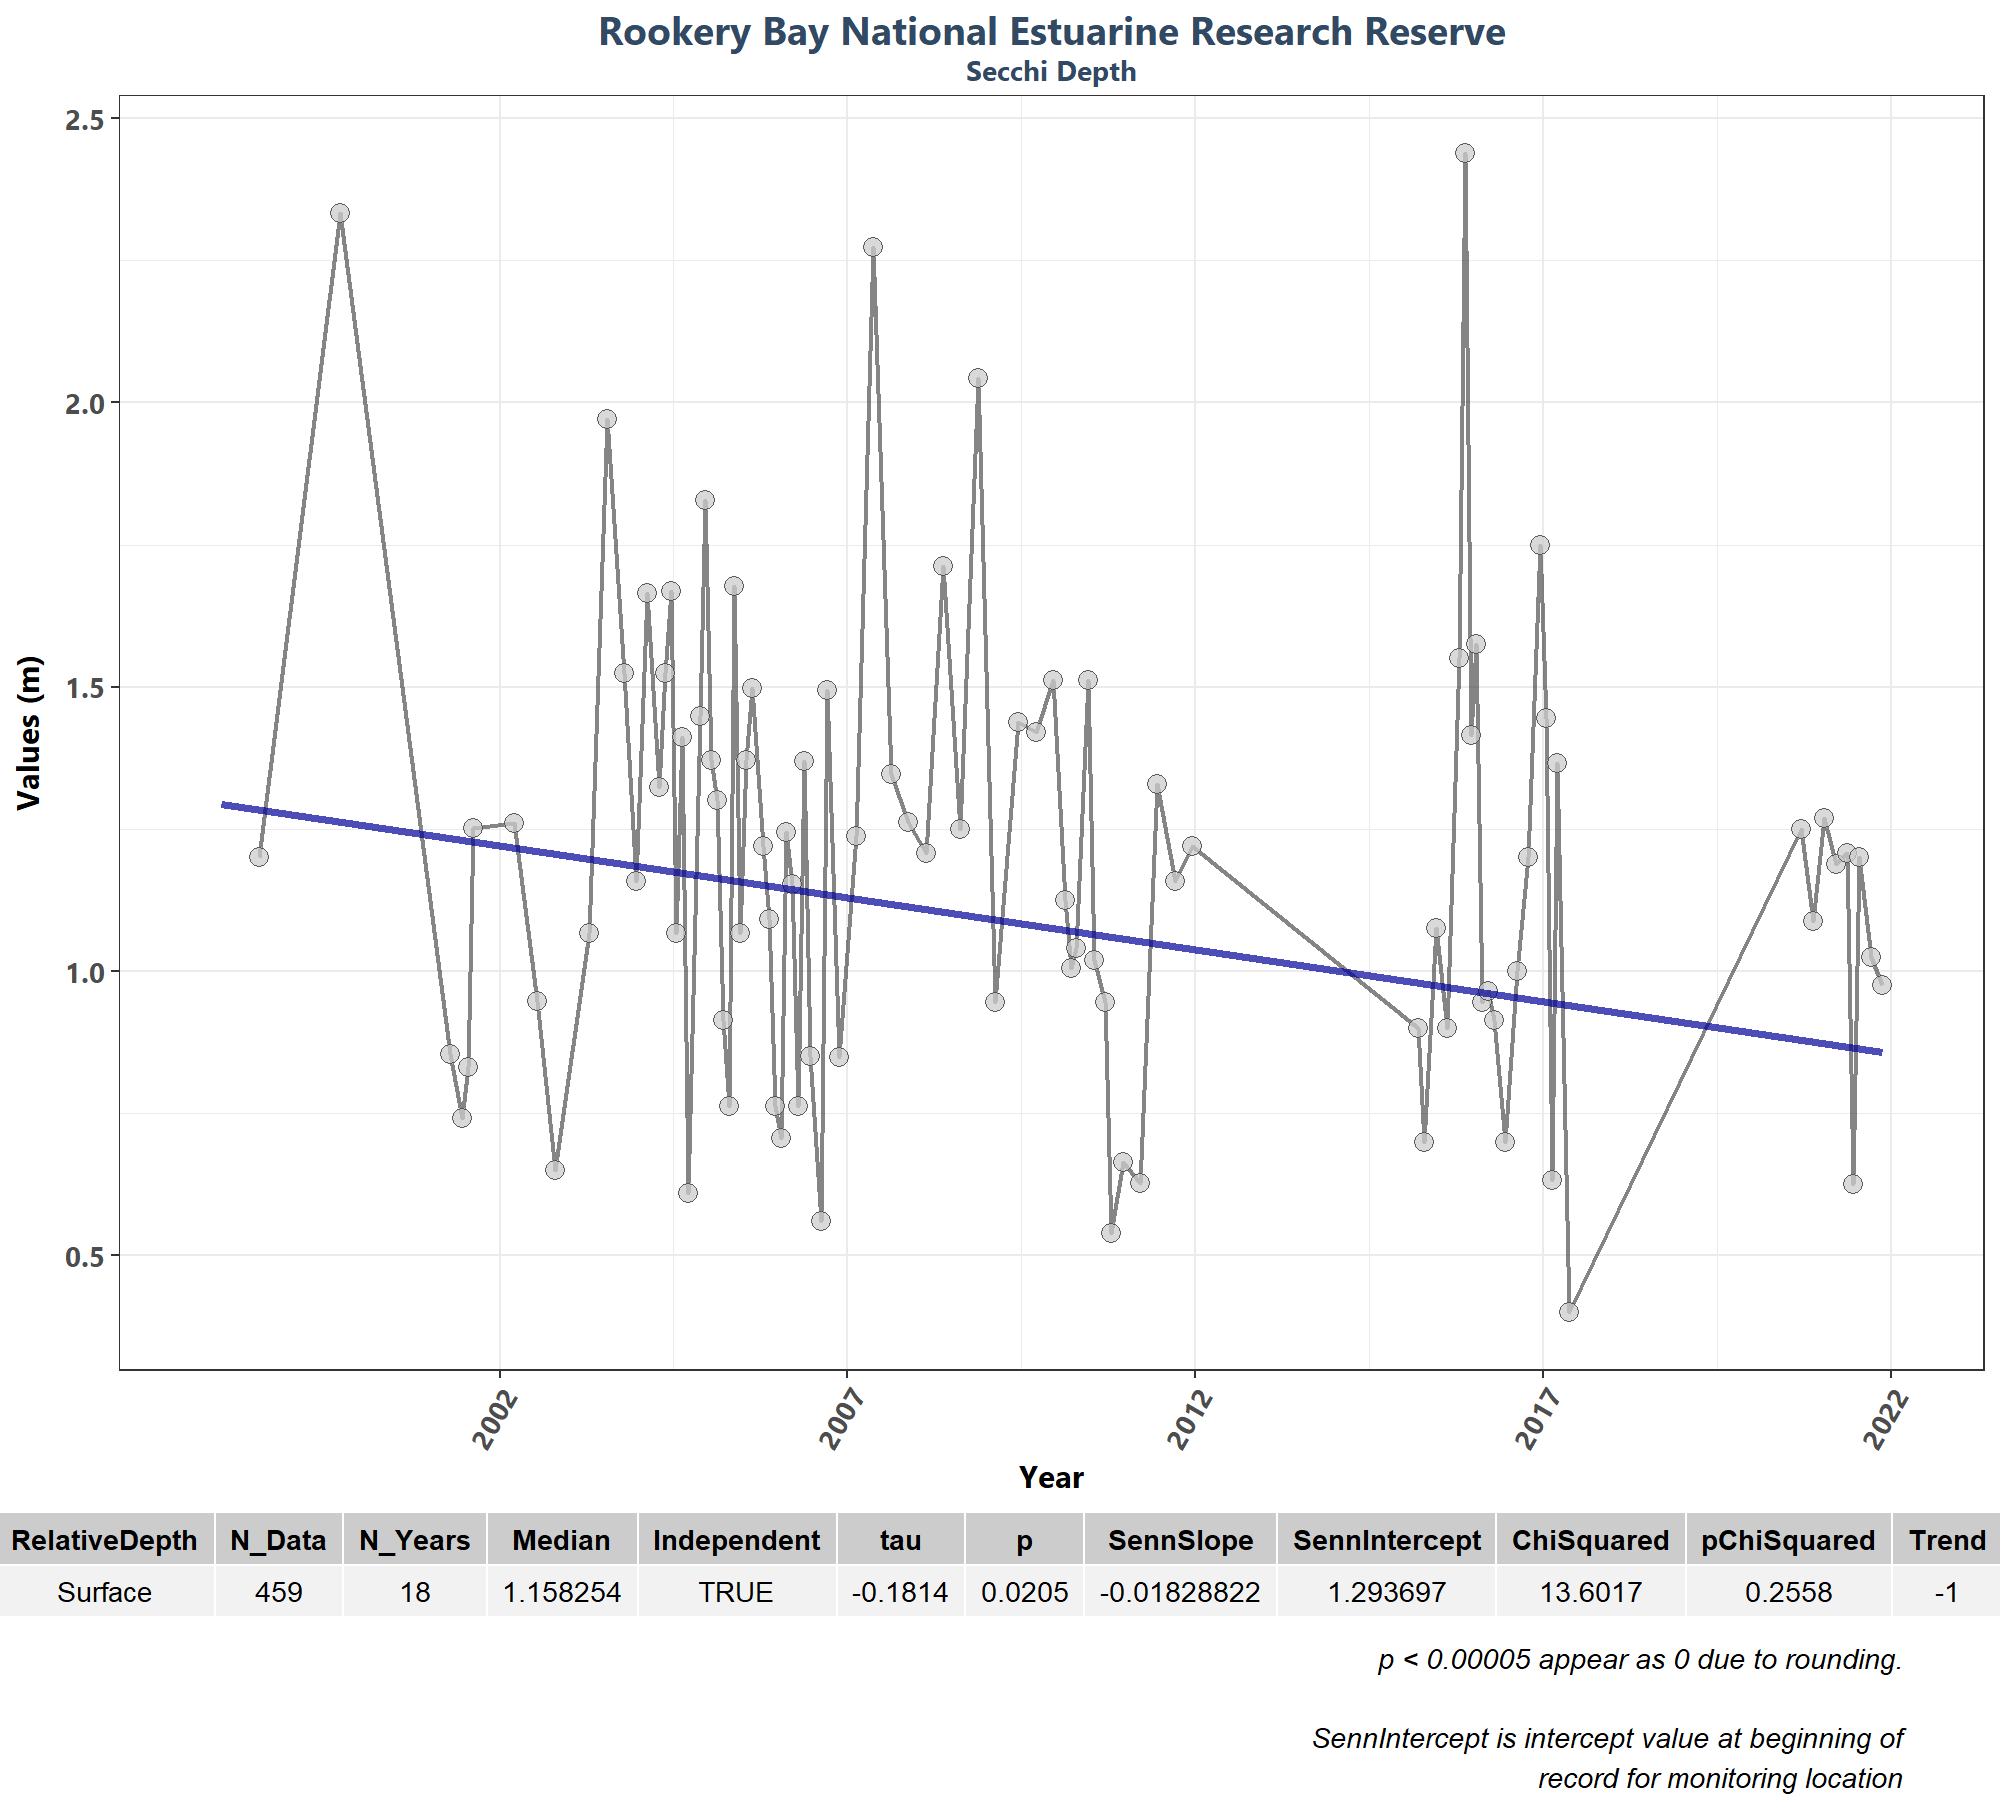 Rookery Bay National Estuarine Research Reserve
Secchi Depth
2.5
2.0
1.5
1.0
0.5
Values (m)
2002 2007 2012 2017 2022
Year
RelativeDepth N_Data N_Years Median Independent tau p SennSlope SennIntercept ChiSquared pChiSquared Trend
Surface 459 18 1.158254 TRUE -0.1814 0.0205 -0.01828822 1.293697 13.6017 0.2558 -1
p < 0.00005 appear as 0 due to rounding.
SennIntercept is intercept value at beginning of
record for monitoring location